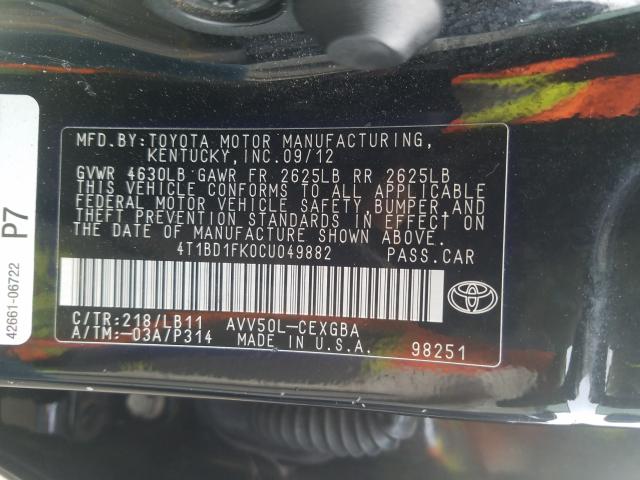 MFD.BY:TOYOTA MOTOR MANUFACTURING,
KENTUCKY,INC.09/12
GVWR 4630LB GAWR FR 2625LB RR 2625LB
THIS VEHICLE CONFORMS TO ALL APPLICABLE
FEDERAL MOTOR VEHICLE SAFETY, BUMPER, AND
THEFT PREVENTION STANDARDS IN EFFECT ON
THE DATE OF MANUFACTURE SHOWN ABOVE.
4T1BD1FK0CU049882 PASS.CAR
C/TR:218/LB11 AVV50L-CEXGBA
A/TM:-03A/P314 MADE IN U.S.A. 98251
42661-06722 P7